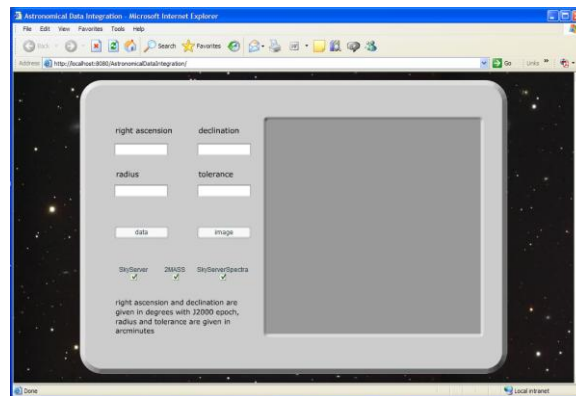 Astronomical Data Integration - Microsoft Internet Explorer
File Edit View Favorites Tools Help
Back Search Favorites
Address http://localhost:8080/AstronomicalDataIntegration/ Go Links
right ascension declination
radius tolerance
data image
SkyServer 2MASS SkyServerSpectra
right ascension and declination are
given in degrees with J2000 epoch,
radius and tolerance are given in
arcminutes
Done Local intranet